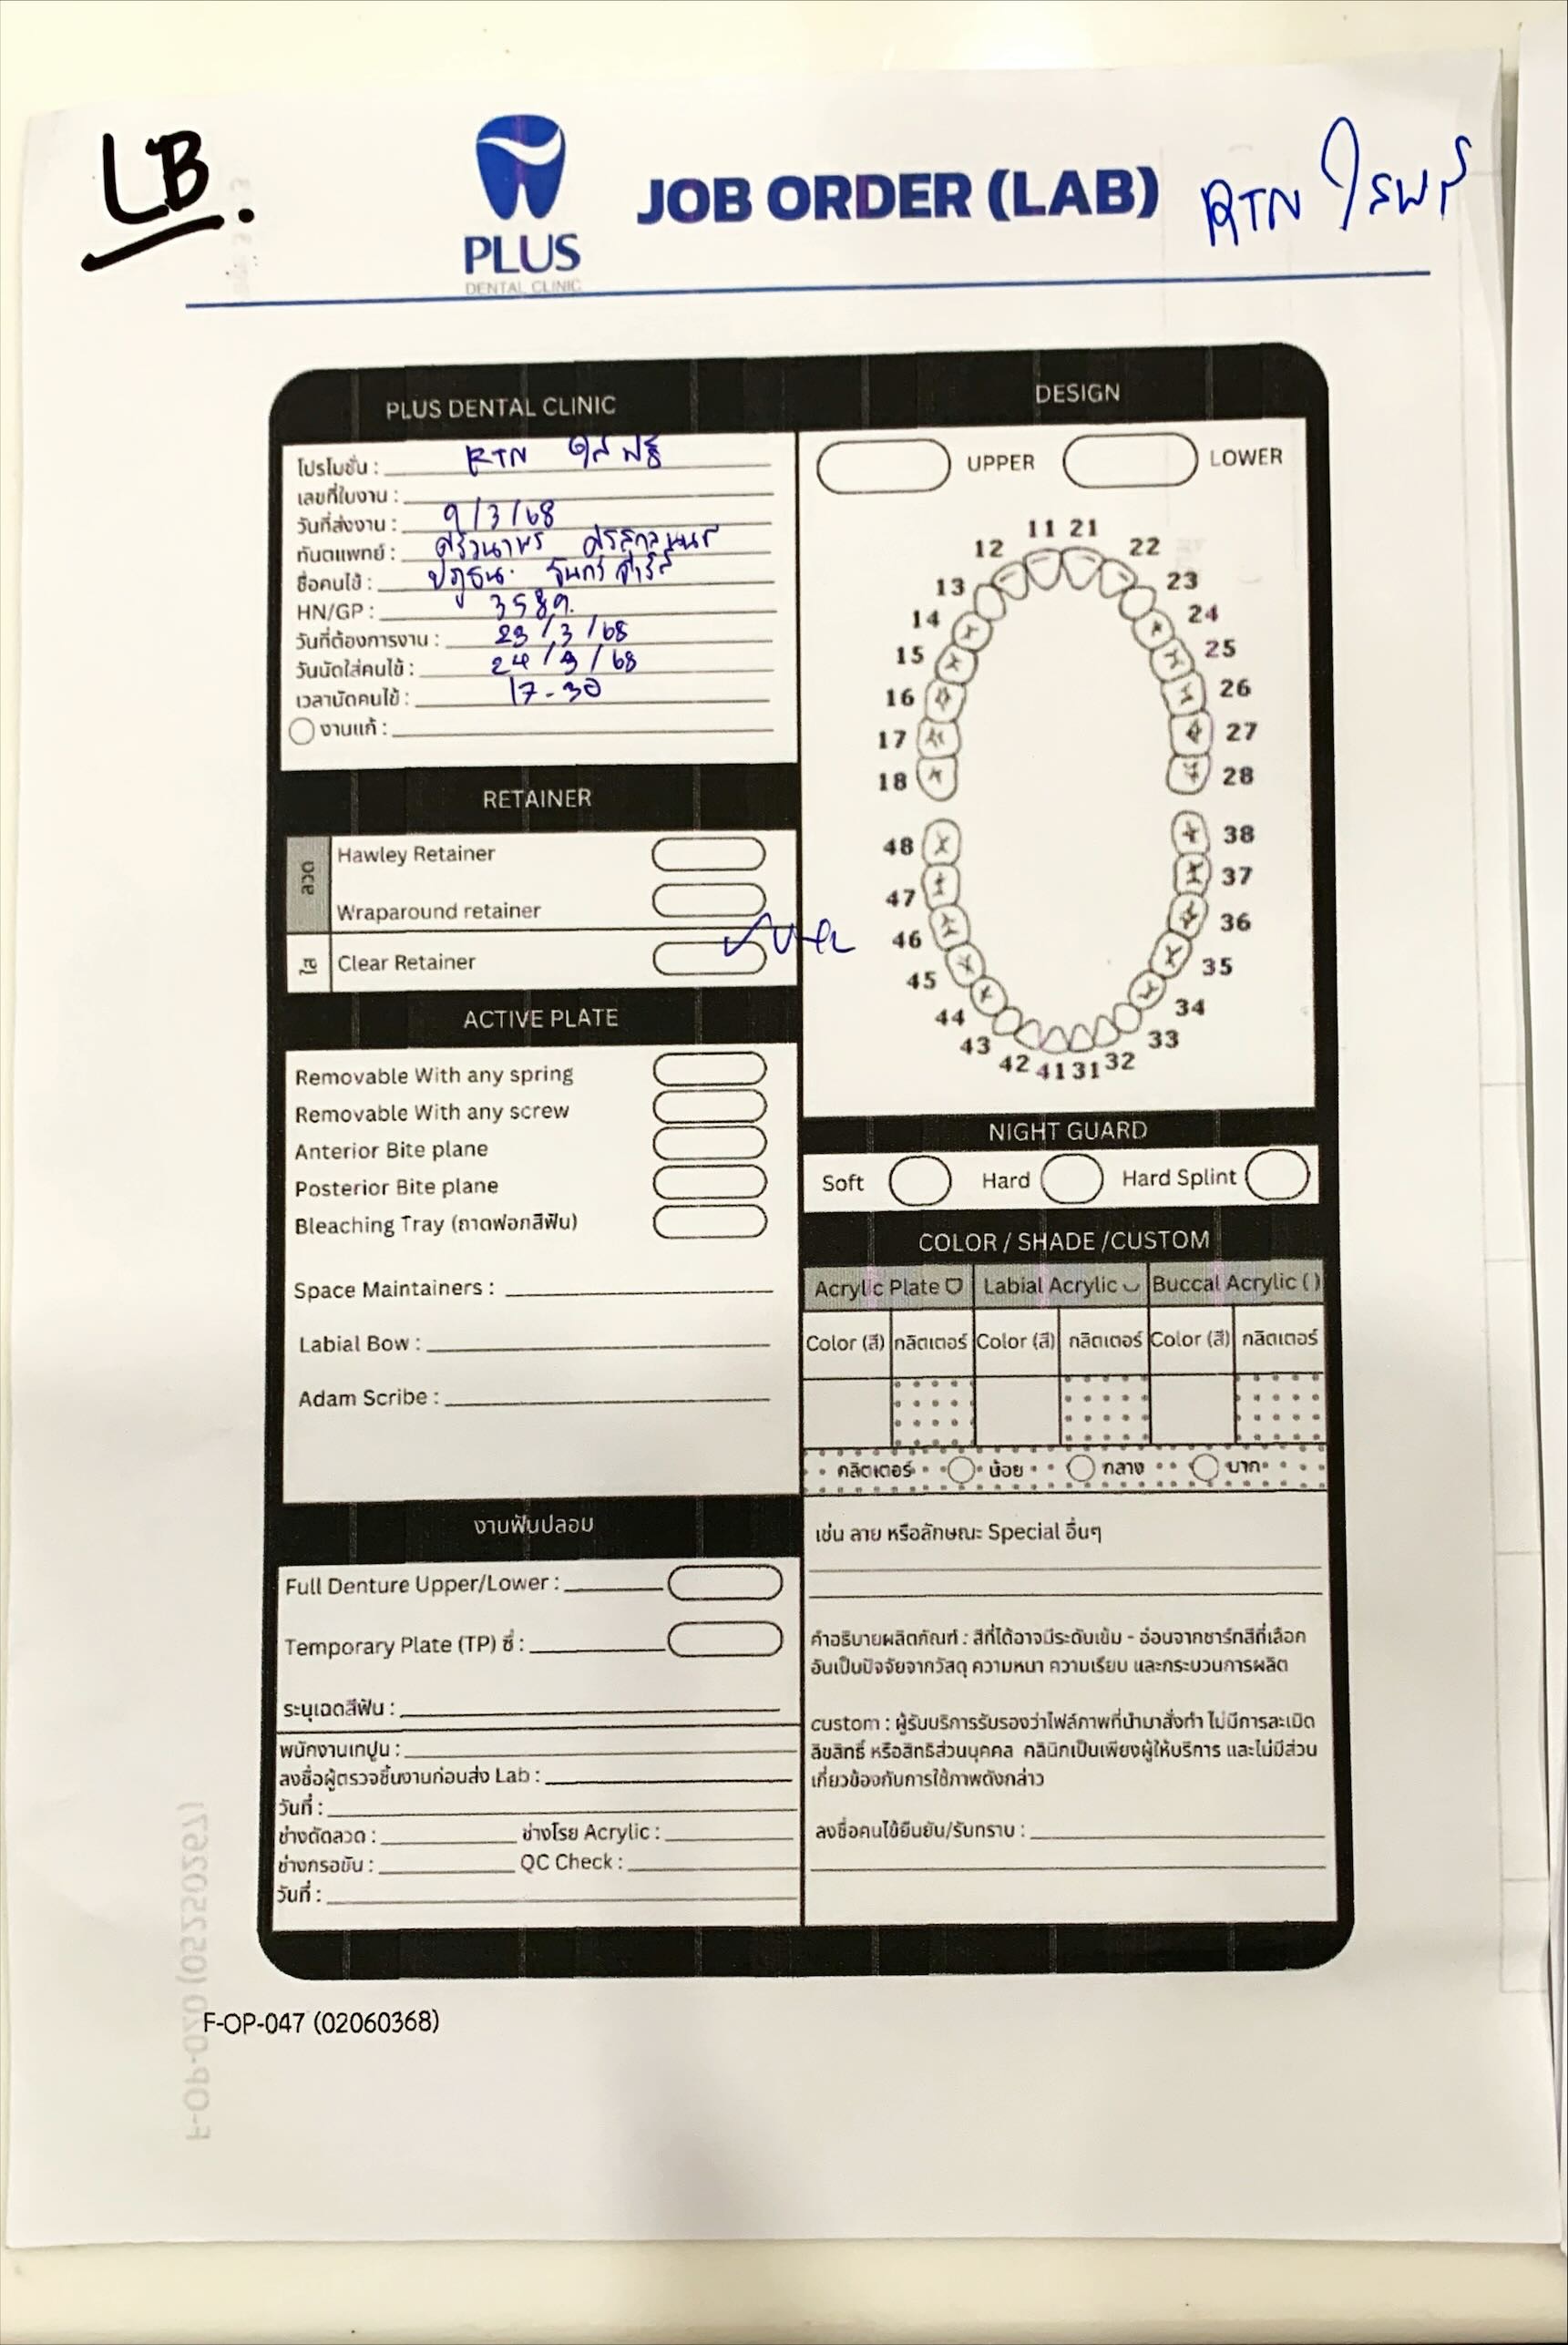 LB.
PLUS
DENTAL CLINIC
JOB ORDER (LAB)
RTN ใสฟรี
PLUS DENTAL CLINIC
โปรโมชั่น : RTN ใสฟรี
เลขที่ใบงาน :
วันที่ส่งงาน : 9/3/68
ทันตแพทย์ :
ชื่อคนไข้ :
HN/GP : 3589.
วันที่ต้องการงาน : 23/3/68
วันนัดใส่คนไข้ : 24/3/68
เวลานัดคนไข้ : 17-30
งานแก้ :
RETAINER
ลวด
Hawley Retainer
Wraparound retainer
ใส
Clear Retainer
ACTIVE PLATE
Removable With any spring
Removable With any screw
Anterior Bite plane
Posterior Bite plane
Bleaching Tray (ถาดฟอกสีฟัน)
Space Maintainers :
Labial Bow :
Adam Scribe :
งานฟันปลอม
Full Denture Upper/Lower :
Temporary Plate (TP) ซี่ :
ระบุเฉดสีฟัน :
พนักงานเทปูน :
ลงชื่อผู้ตรวจชิ้นงานก่อนส่ง Lab :
วันที่ :
ช่างดัดลวด : ช่างโรย Acrylic :
ช่างกรอขัน : QC Check :
วันที่ :
DESIGN
UPPER LOWER
11 21
12 22
13 23
14 24
15 25
16 26
17 27
18 28
48 38
47 37
46 36
45 35
44 34
43 33
42 41 31 32
NIGHT GUARD
Soft Hard Hard Splint
COLOR / SHADE /CUSTOM
Acrylic Plate Labial Acrylic Buccal Acrylic ( )
Color (สี) กลิตเตอร์ Color (สี) กลิตเตอร์ Color (สี) กลิตเตอร์
กลิตเตอร์ น้อย กลาง มาก
เช่น ลาย หรือลักษณะ Special อื่นๆ
คำอธิบายผลิตภัณฑ์ : สีที่ได้อาจมีระดับเข้ม - อ่อนจากชาร์ทสีที่เลือก
อันเป็นปัจจัยจากวัสดุ ความหนา ความเรียบ และกระบวนการผลิต
custom : ผู้รับบริการรับรองว่าไฟล์ภาพที่นำมาสั่งทำ ไม่มีการละเมิด
ลิขสิทธิ์ หรือสิทธิส่วนบุคคล คลินิกเป็นเพียงผู้ให้บริการ และไม่มีส่วน
เกี่ยวข้องกับการใช้ภาพดังกล่าว
ลงชื่อคนไข้ยืนยัน/รับทราบ :
F-OP-047 (02060368)
F-OP-020 (05250267)